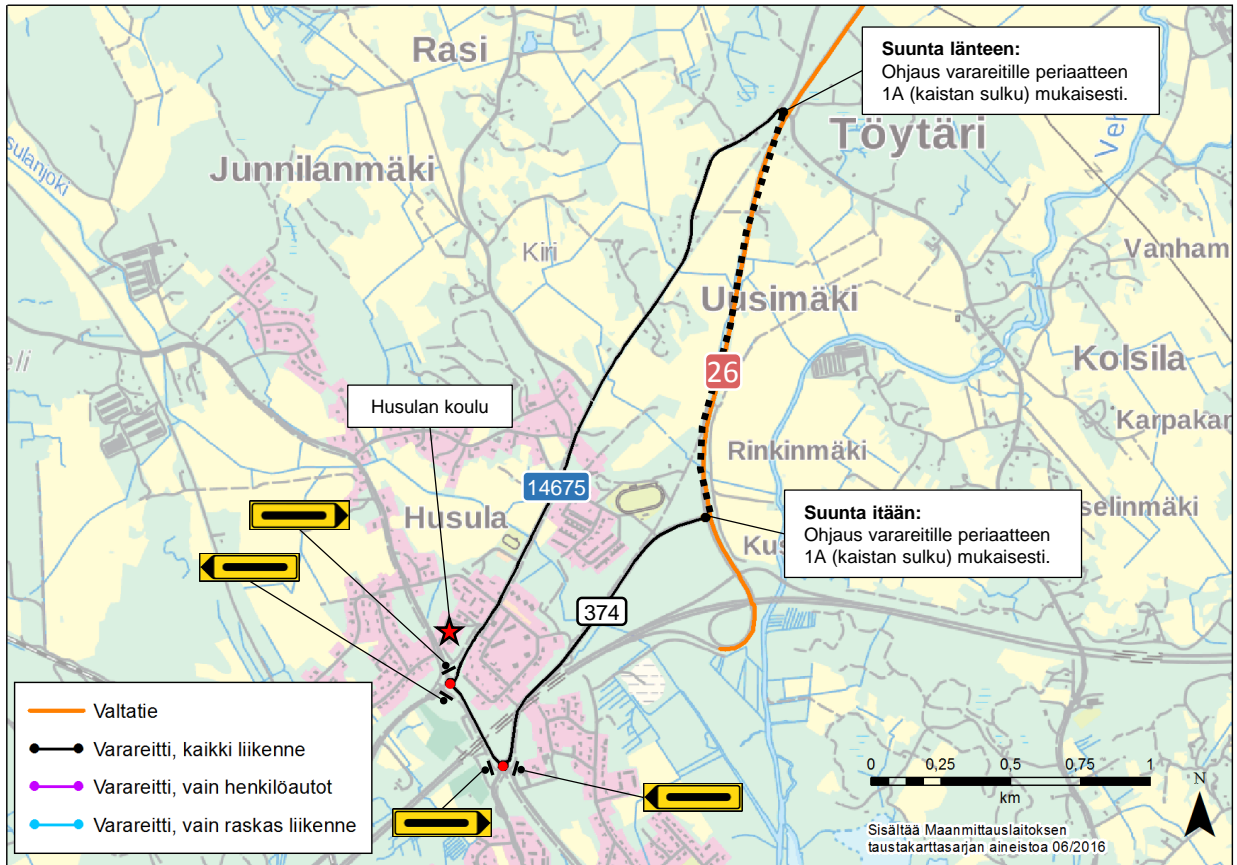 Rasi
Suunta länteen:
Ohjaus varareitille periaatteen
1A (kaistan sulku) mukaisesti.
Töytäri
Junnilanmäki
Kiri
Vanham
Uusimäki
Kolsila
26
Karpakar
Husulan koulu
Rinkinmäki
14675
Husula
Suunta itään:
Ohjaus varareitille periaatteen
1A (kaistan sulku) mukaisesti.
selinmäki
374
Valtatie
Varareitti, kaikki liikenne
Varareitti, vain henkilöautot
Varareitti, vain raskas liikenne
0 0,25 0,5 0,75 1
km
N
Sisältää Maanmittauslaitoksen
taustakarttasarjan aineistoa 06/2016